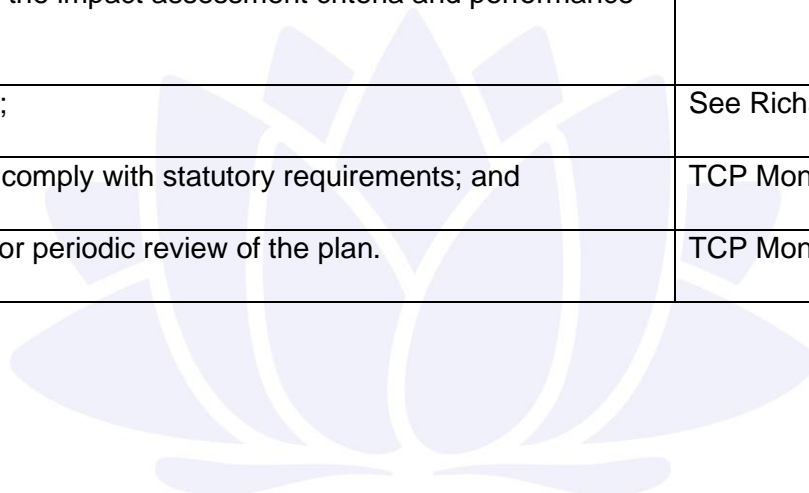 the impact assessment criteria and performance
; See Rich
comply with statutory requirements; and TCP Mon
or periodic review of the plan. TCP Mon